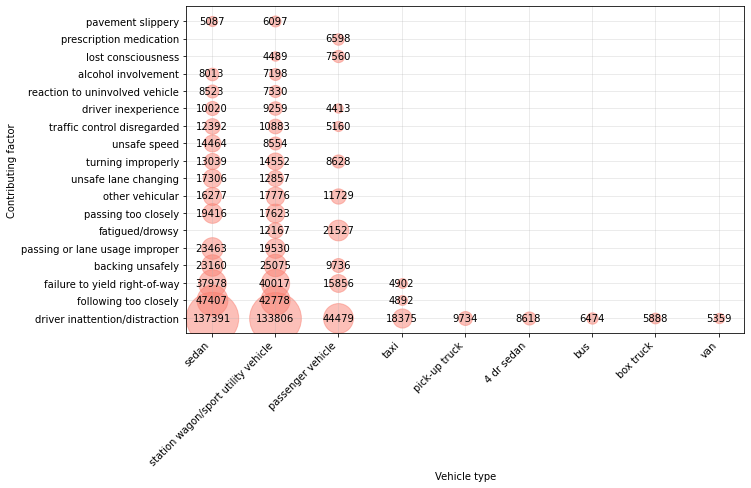 pavement slippery 5087 6097
prescription medication 6598
lost consciousness 4489 7560
alcohol involvement 8013 7198
reaction to uninvolved vehicle 8523 7330
driver inexperience 10020 9259 4413
traffic control disregarded 12392 10883 5160
unsafe speed 14464 8554
turning improperly 13039 14552 8628
unsafe lane changing 17306 12857
other vehicular 16277 17776 11729
passing too closely 19416 17623
fatigued/drowsy 12167 21527
passing or lane usage improper 23463 19530
backing unsafely 23160 25075 9736
failure to yield right-of-way 37978 40017 15856 4902
following too closely 47407 42778 4892
driver inattention/distraction 137391 133806 44479 18375 9734 8618 6474 5888 5359
Contributing factor
sedan
station wagon/sport utility vehicle
passenger vehicle
taxi
pick-up truck
4 dr sedan
bus
box truck
van
Vehicle type